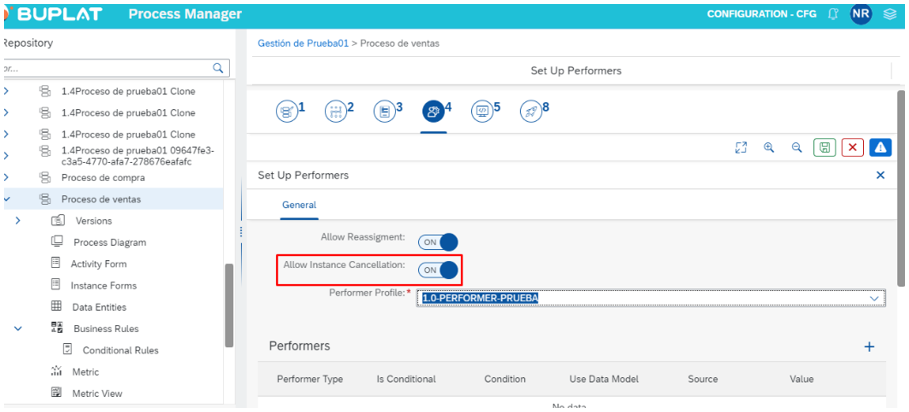 BUPLAT Process Manager
CONFIGURATION - CFG
NR
Repository
1.4Proceso de prueba01 Clone
1.4Proceso de prueba01 Clone
1.4Proceso de prueba01 Clone
1.4Proceso de prueba01 09647fe3-
c3a5-4770-afa7-278676eafafc
Proceso de compra
Proceso de ventas
Versions
Process Diagram
Activity Form
Instance Forms
Data Entities
Business Rules
Conditional Rules
Metric
Metric View
Gestión de Prueba01 > Proceso de ventas
Set Up Performers
1 2 3 4 5 8
Set Up Performers
General
Allow Reassigment: ON
Allow Instance Cancellation: ON
Performer Profile: * 1.0-PERFORMER-PRUEBA
Performers
Performer Type Is Conditional Condition Use Data Model Source Value
No data